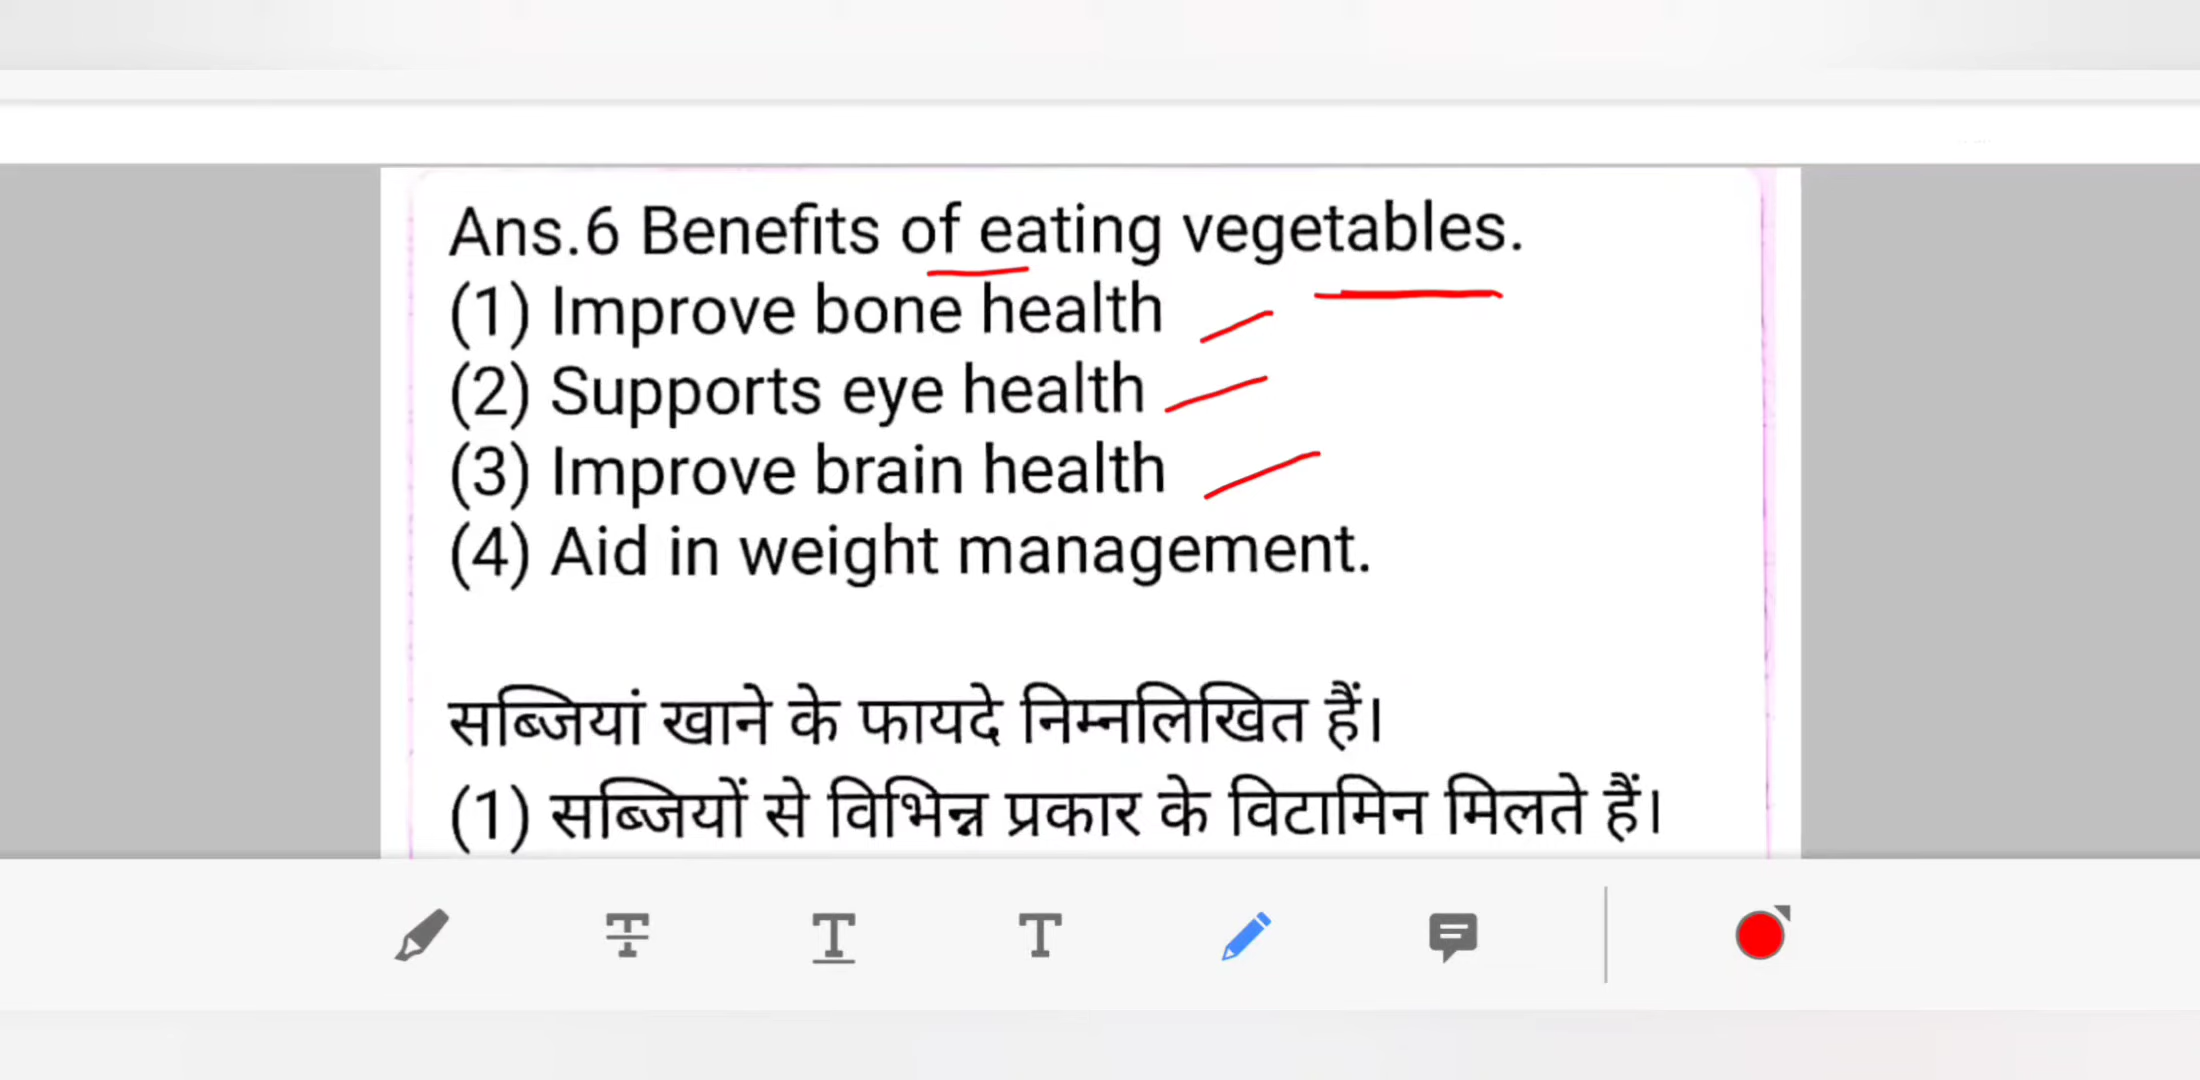 Ans.6 Benefits of eating vegetables.
(1) Improve bone health
(2) Supports eye health
(3) Improve brain health
(4) Aid in weight management.
सब्जियां खाने के फायदे निम्नलिखित हैं।
(1) सब्जियों से विभिन्न प्रकार के विटामिन मिलते हैं।